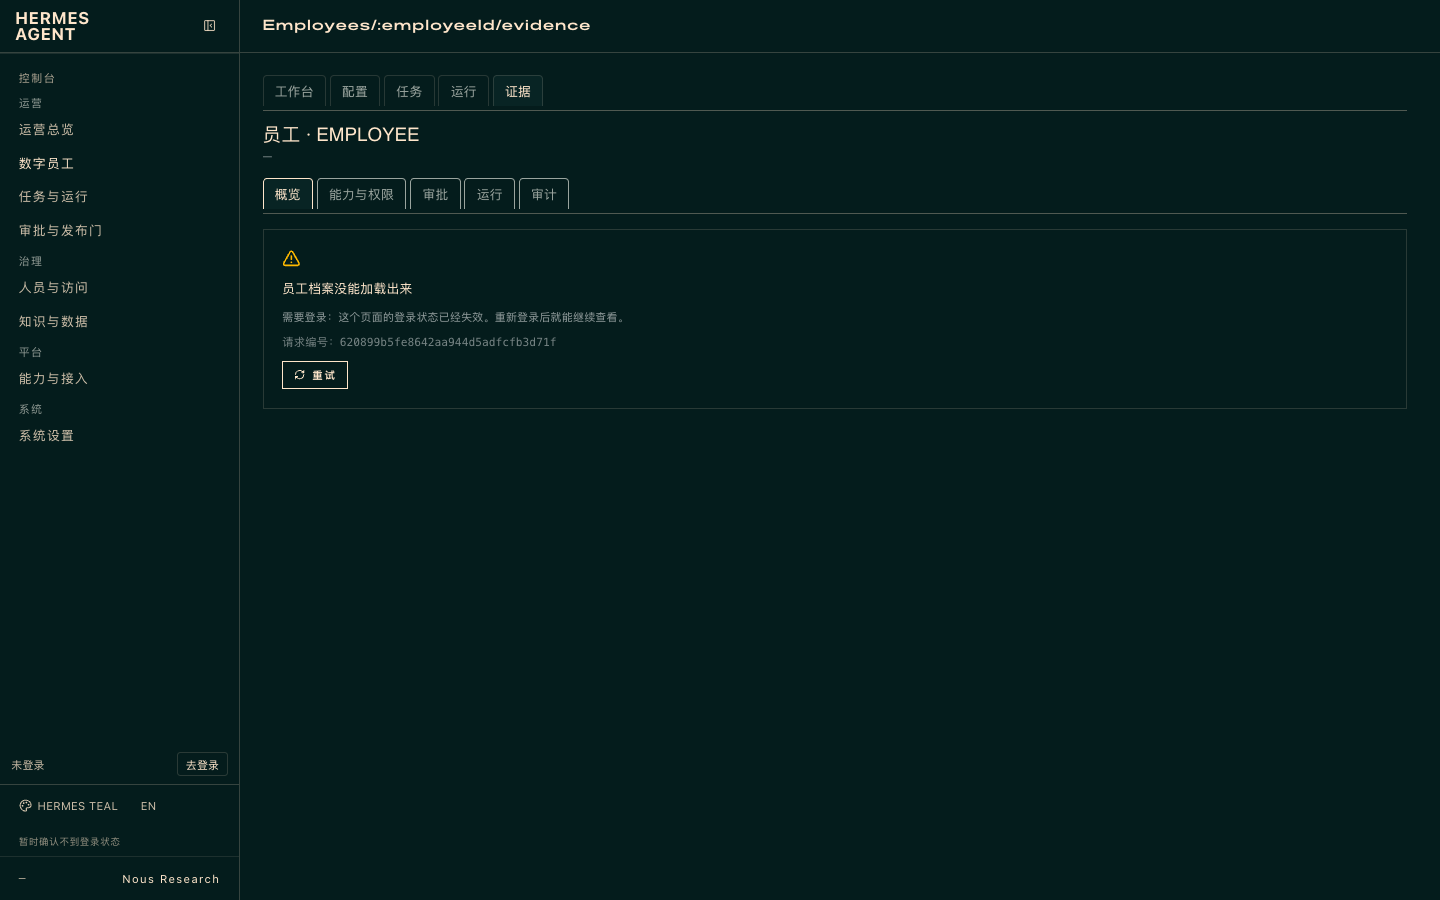 HERMES
AGENT
控制台
运营
运营总览
数字员工
任务与运行
审批与发布门
治理
人员与访问
知识与数据
平台
能力与接入
系统
系统设置
未登录
去登录
HERMES TEAL
EN
暂时确认不到登录状态
—
Nous Research
Employees/:employeeId/evidence
工作台
配置
任务
运行
证据
员工 · EMPLOYEE
—
概览
能力与权限
审批
运行
审计
员工档案没能加载出来
需要登录：这个页面的登录状态已经失效。重新登录后就能继续查看。
请求编号：620899b5fe8642aa944d5adfcfb3d71f
重试